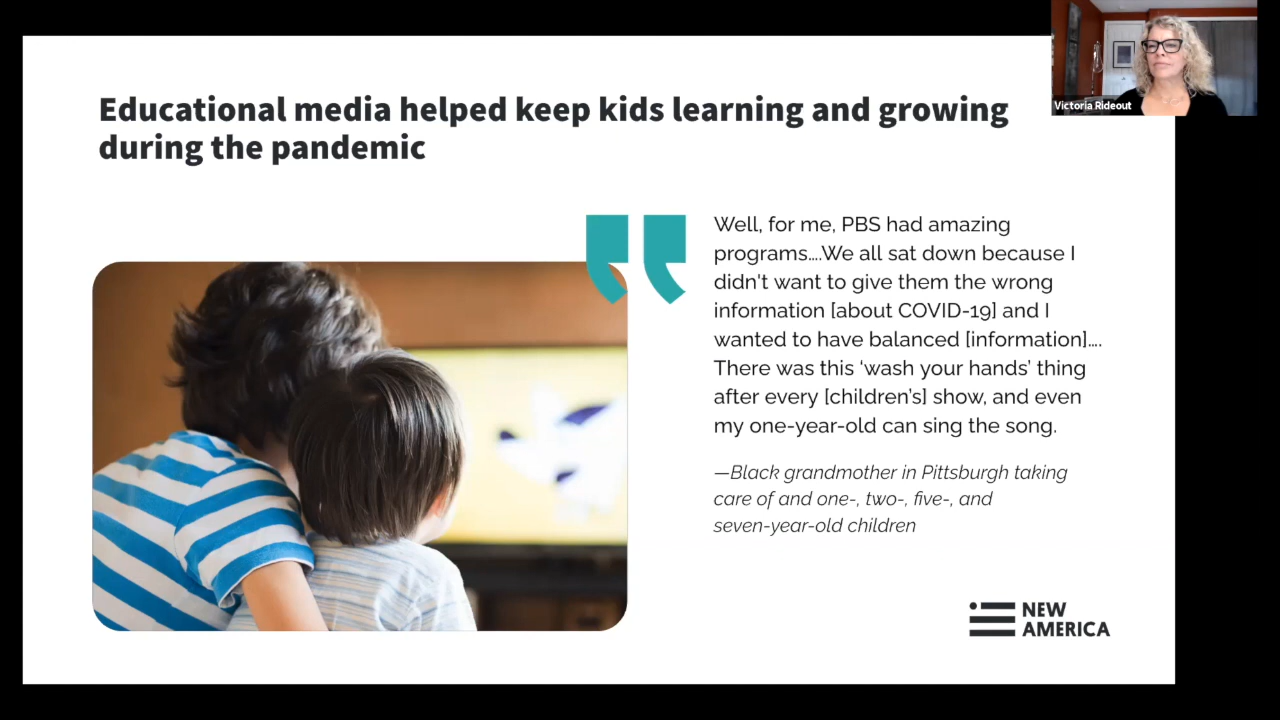 Victoria Rideout
Educational media helped keep kids learning and growing
during the pandemic
Well, for me, PBS had amazing
programs....We all sat down because I
didn't want to give them the wrong
information [about COVID-19] and I
wanted to have balanced [information]....
There was this ‘wash your hands’ thing
after every [children’s] show, and even
my one-year-old can sing the song.
—Black grandmother in Pittsburgh taking
care of and one-, two-, five-, and
seven-year-old children
NEW
AMERICA